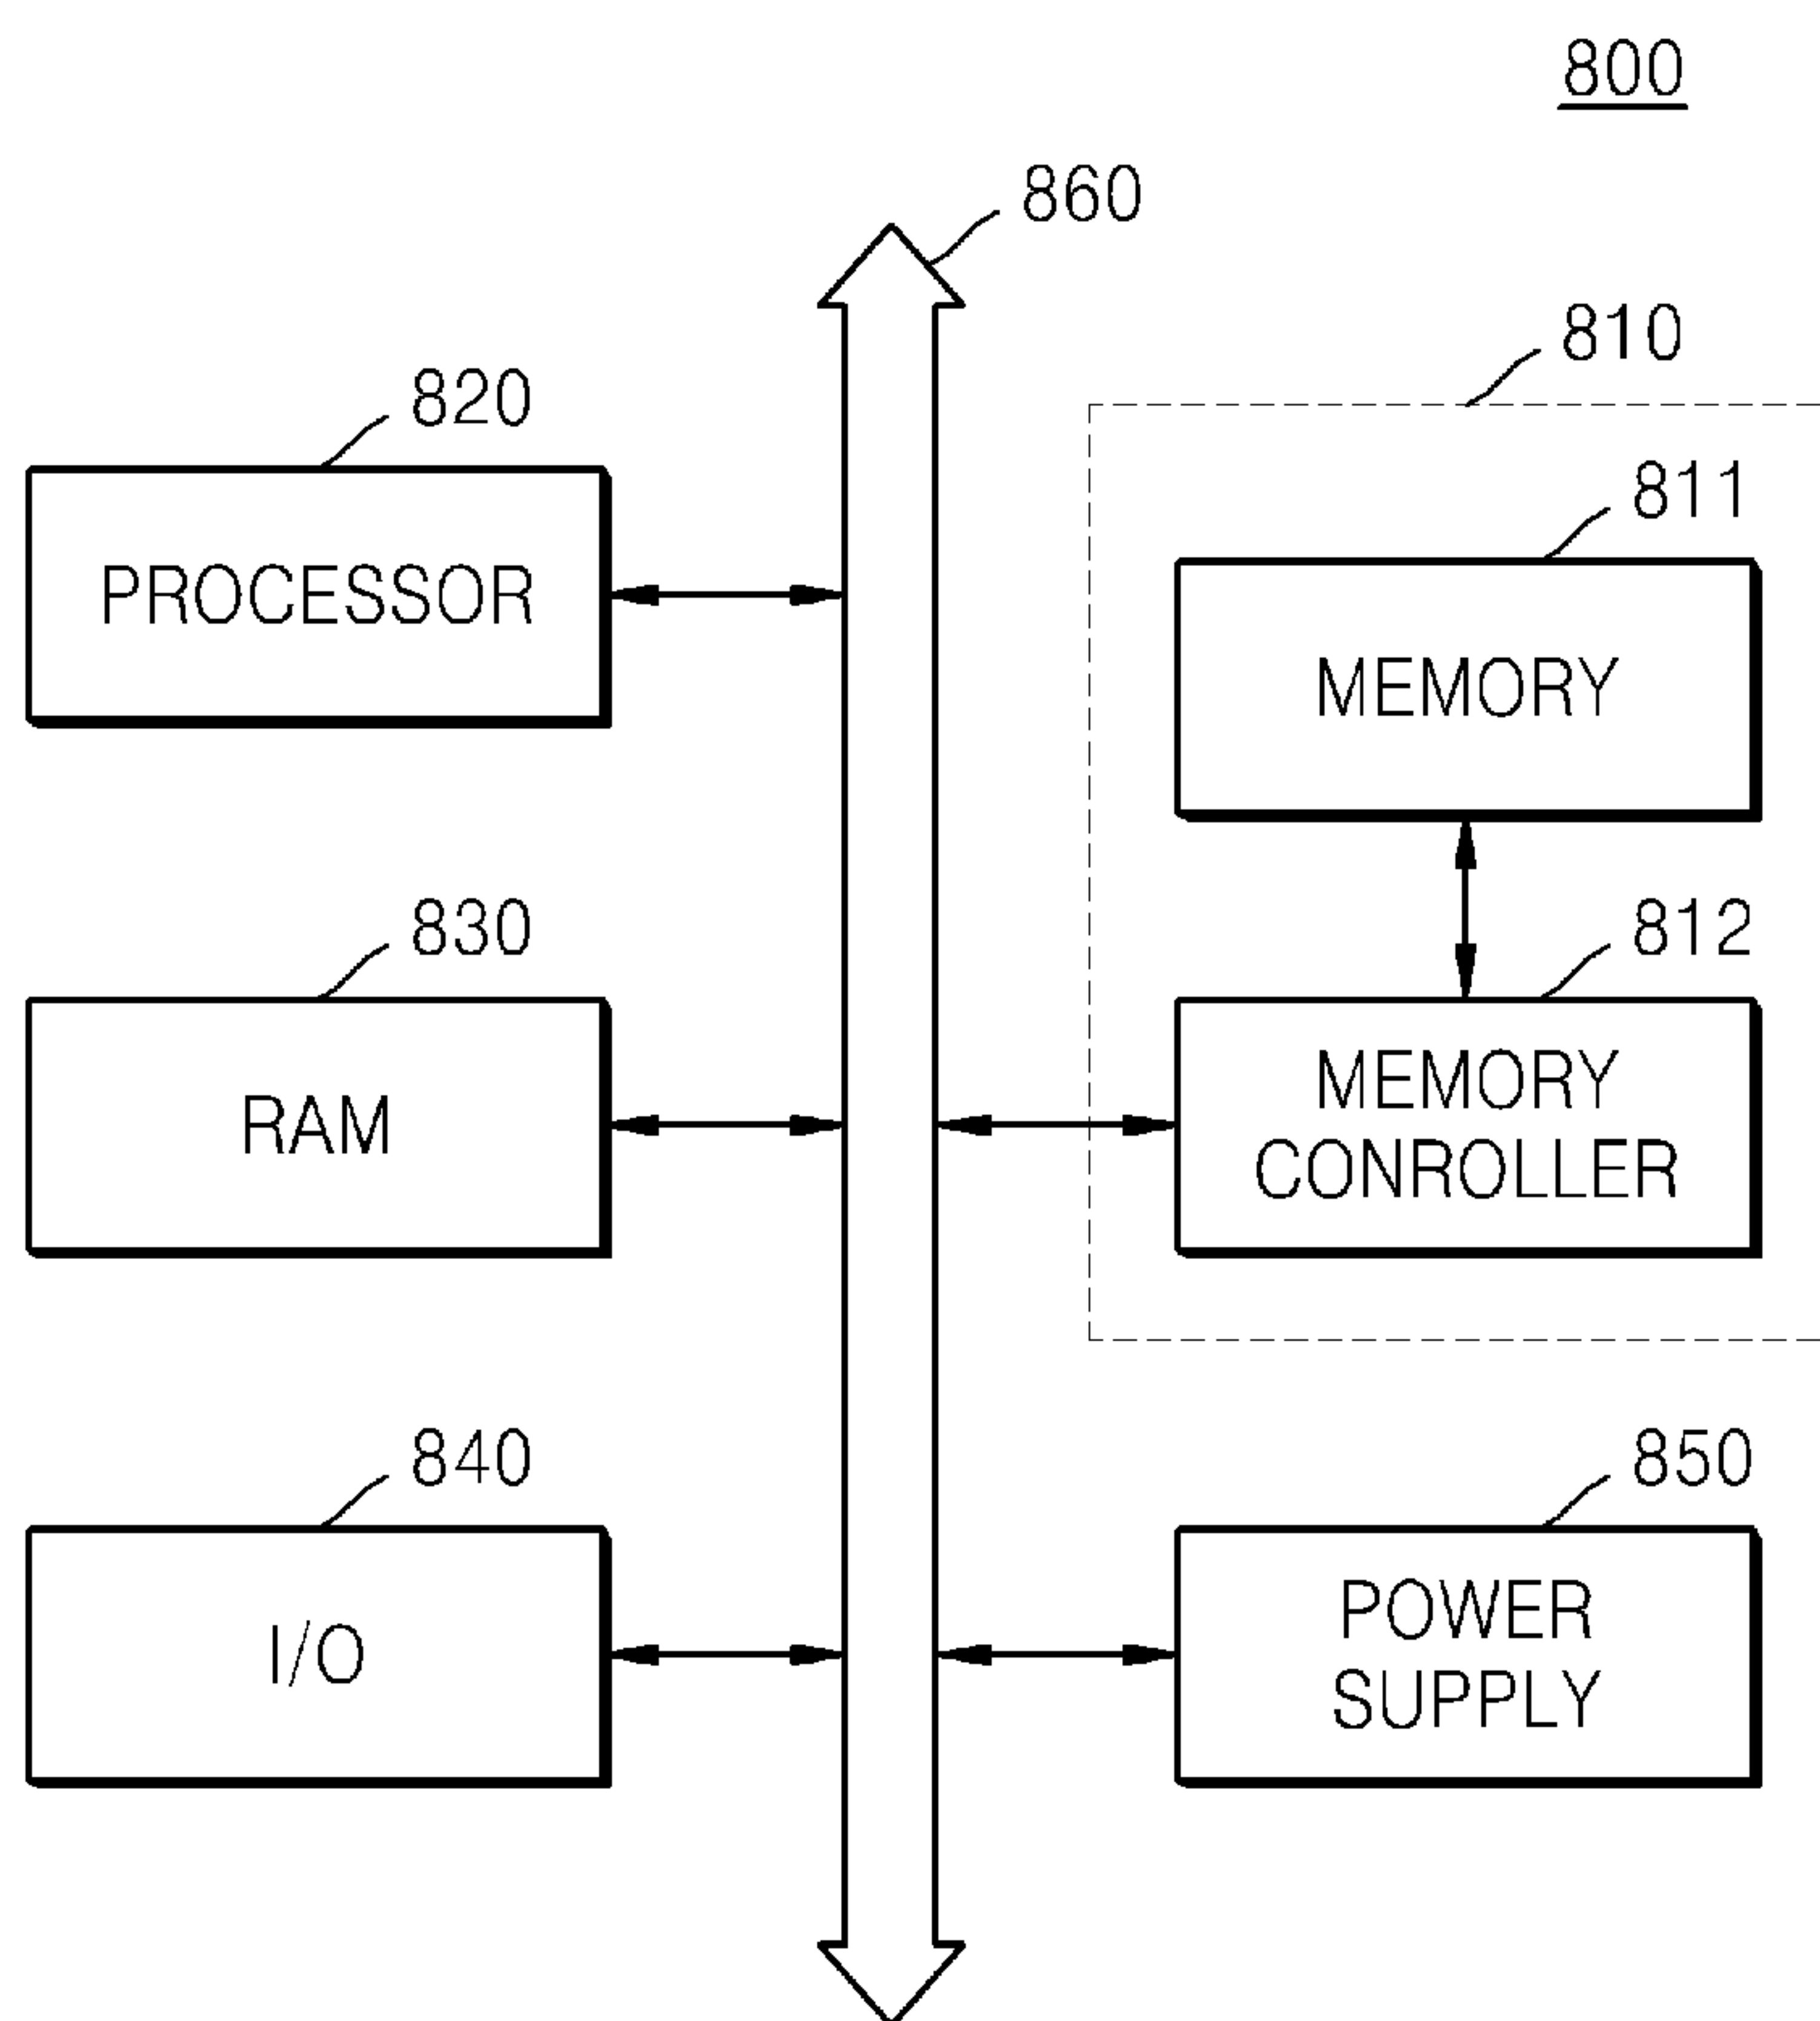 800
860
810
820
811
PROCESSOR
MEMORY
830
812
RAM
MEMORY
CONROLLER
840
850
I/O
POWER
SUPPLY